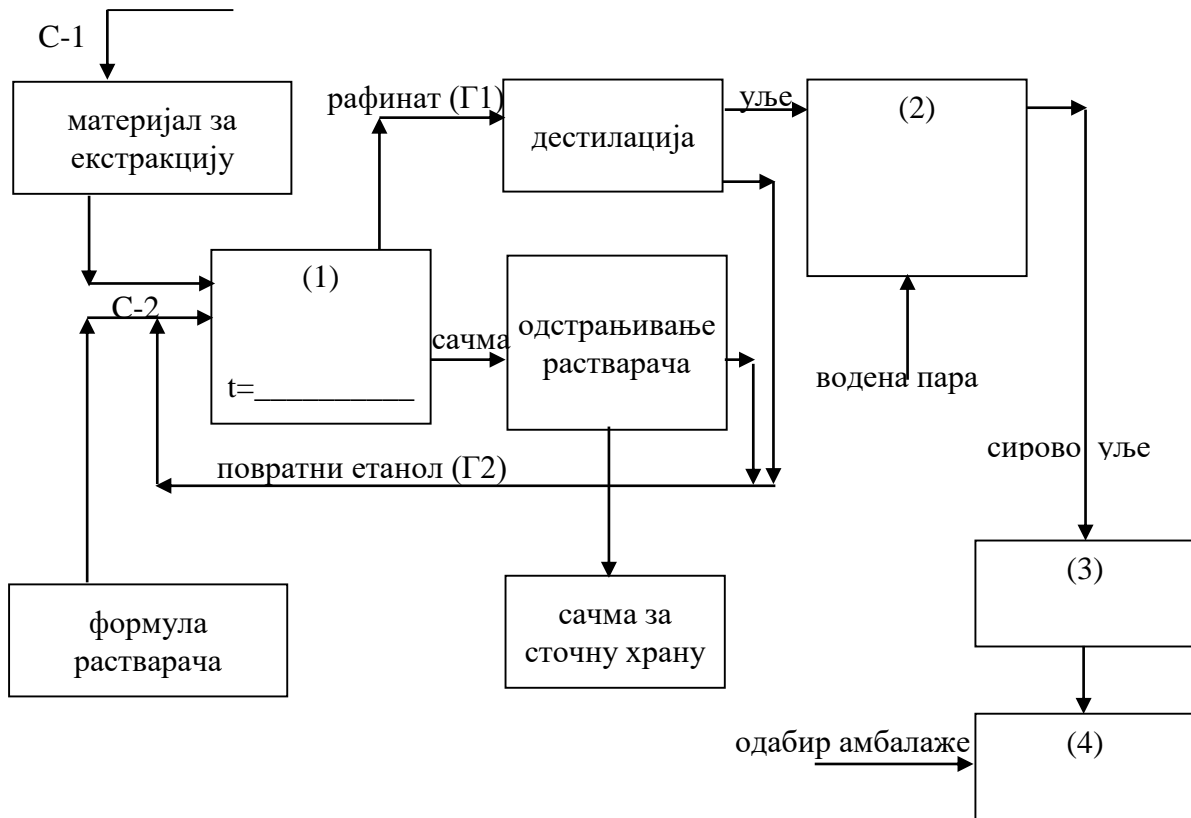 С-1
материјал за
екстракцију
рафинат (Г1)
дестилација
уље
(2)
(1)
С-2
t=__________
сачма
одстрањивање
растварача
водена пара
сирово уље
повратни етанол (Г2)
формула
растварача
сачма за
сточну храну
(3)
одабир амбалаже
(4)